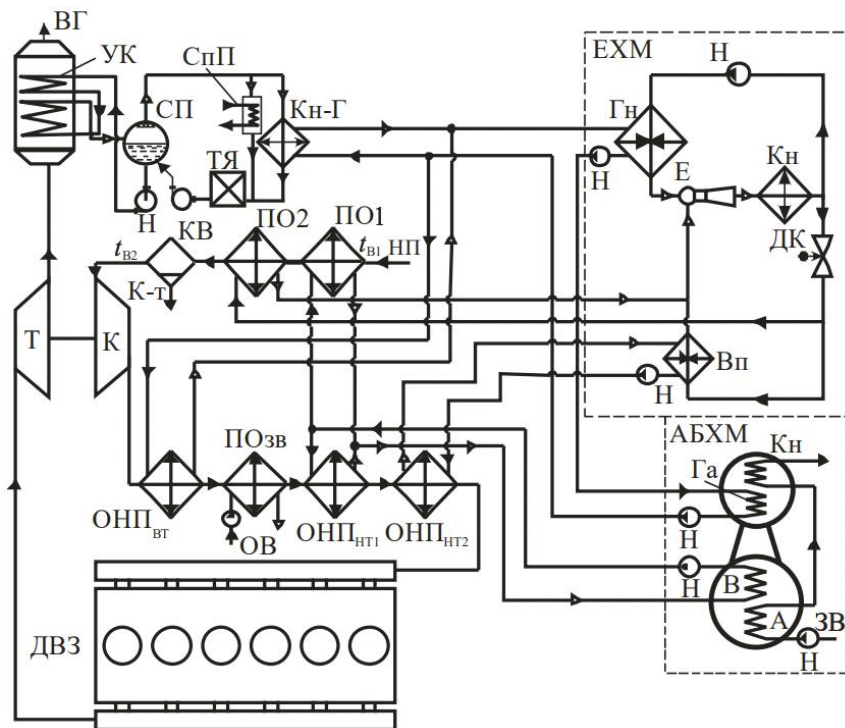 ВГ
УК
СП
СпП
Кн-Г
ТЯ
Н
ЕХМ
Н
Гн
Н
Е
Кн
ДК
КВ
ПО2
ПО1
tВ2
tВ1
НП
К-т
Т
К
Вп
Н
ПОзв
ОНПВТ
ОВ
ОНПНТ1
ОНПНТ2
АБХМ
Кн
Га
Н
Н
В
А
ЗВ
Н
ДВЗ